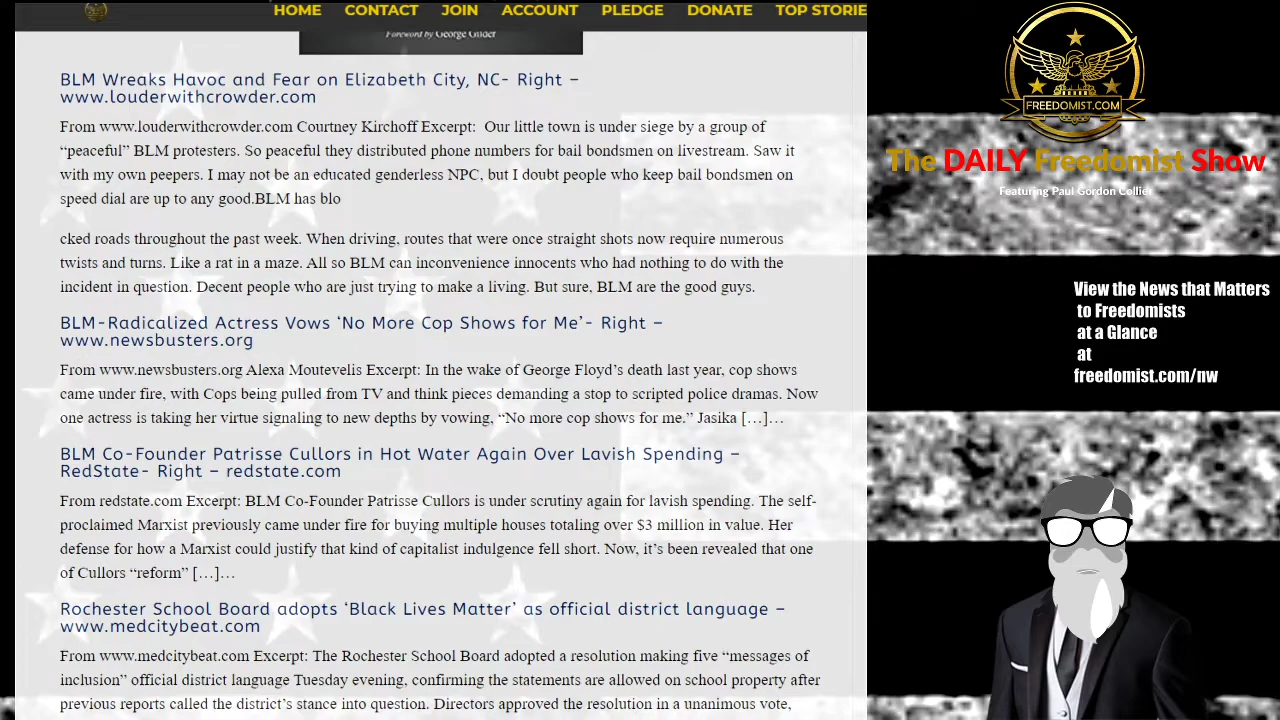 HOME CONTACT JOIN ACCOUNT PLEDGE DONATE TOP STORIE
Foreword by George Gilder
BLM Wreaks Havoc and Fear on Elizabeth City, NC- Right –
www.louderwithcrowder.com
From www.louderwithcrowder.com Courtney Kirchoff Excerpt:  Our little town is under siege by a group of
“peaceful” BLM protesters. So peaceful they distributed phone numbers for bail bondsmen on livestream. Saw it
with my own peepers. I may not be an educated genderless NPC, but I doubt people who keep bail bondsmen on
speed dial are up to any good.BLM has blo
cked roads throughout the past week. When driving, routes that were once straight shots now require numerous
twists and turns. Like a rat in a maze. All so BLM can inconvenience innocents who had nothing to do with the
incident in question. Decent people who are just trying to make a living. But sure, BLM are the good guys.
BLM-Radicalized Actress Vows ‘No More Cop Shows for Me’- Right –
www.newsbusters.org
From www.newsbusters.org Alexa Moutevelis Excerpt: In the wake of George Floyd’s death last year, cop shows
came under fire, with Cops being pulled from TV and think pieces demanding a stop to scripted police dramas. Now
one actress is taking her virtue signaling to new depths by vowing, “No more cop shows for me.” Jasika […]…
BLM Co-Founder Patrisse Cullors in Hot Water Again Over Lavish Spending –
RedState- Right – redstate.com
From redstate.com Excerpt: BLM Co-Founder Patrisse Cullors is under scrutiny again for lavish spending. The self-
proclaimed Marxist previously came under fire for buying multiple houses totaling over $3 million in value. Her
defense for how a Marxist could justify that kind of capitalist indulgence fell short. Now, it’s been revealed that one
of Cullors “reform” […]…
Rochester School Board adopts ‘Black Lives Matter’ as official district language –
www.medcitybeat.com
From www.medcitybeat.com Excerpt: The Rochester School Board adopted a resolution making five “messages of
inclusion” official district language Tuesday evening, confirming the statements are allowed on school property after
previous reports called the district’s stance into question. Directors approved the resolution in a unanimous vote,
FREEDOMIST.COM
The DAILY Freedomist Show
Featuring Paul Gordon Collier
View the News that Matters
to Freedomists
at a Glance
at
freedomist.com/nw